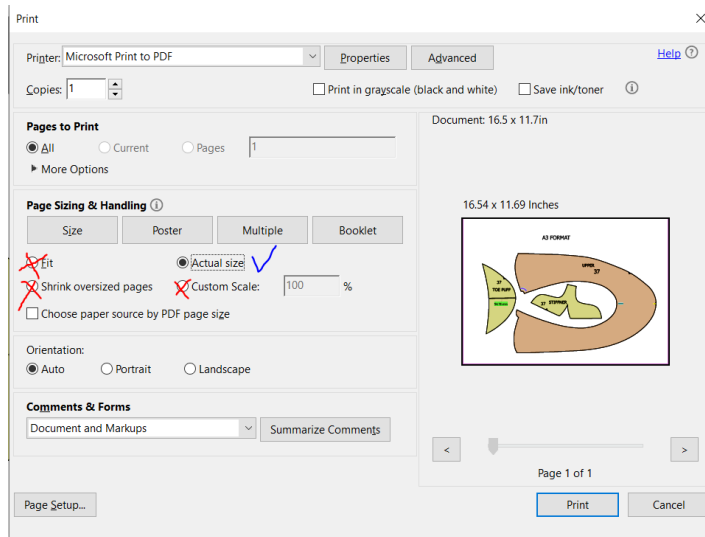 Print
Printer: Microsoft Print to PDF Properties Advanced Help
Copies: 1 Print in grayscale (black and white) Save ink/toner
Pages to Print
All Current Pages 1
More Options
Page Sizing & Handling
Size Poster Multiple Booklet
Fit Actual size
Shrink oversized pages Custom Scale: 100 %
Choose paper source by PDF page size
Orientation:
Auto Portrait Landscape
Comments & Forms
Document and Markups Summarize Comments
Document: 16.5 x 11.7in
16.54 x 11.69 Inches
A3 FORMAT
UPPER
37
37
TOE PUFF
37 STIFFNER
< >
Page 1 of 1
Page Setup... Print Cancel